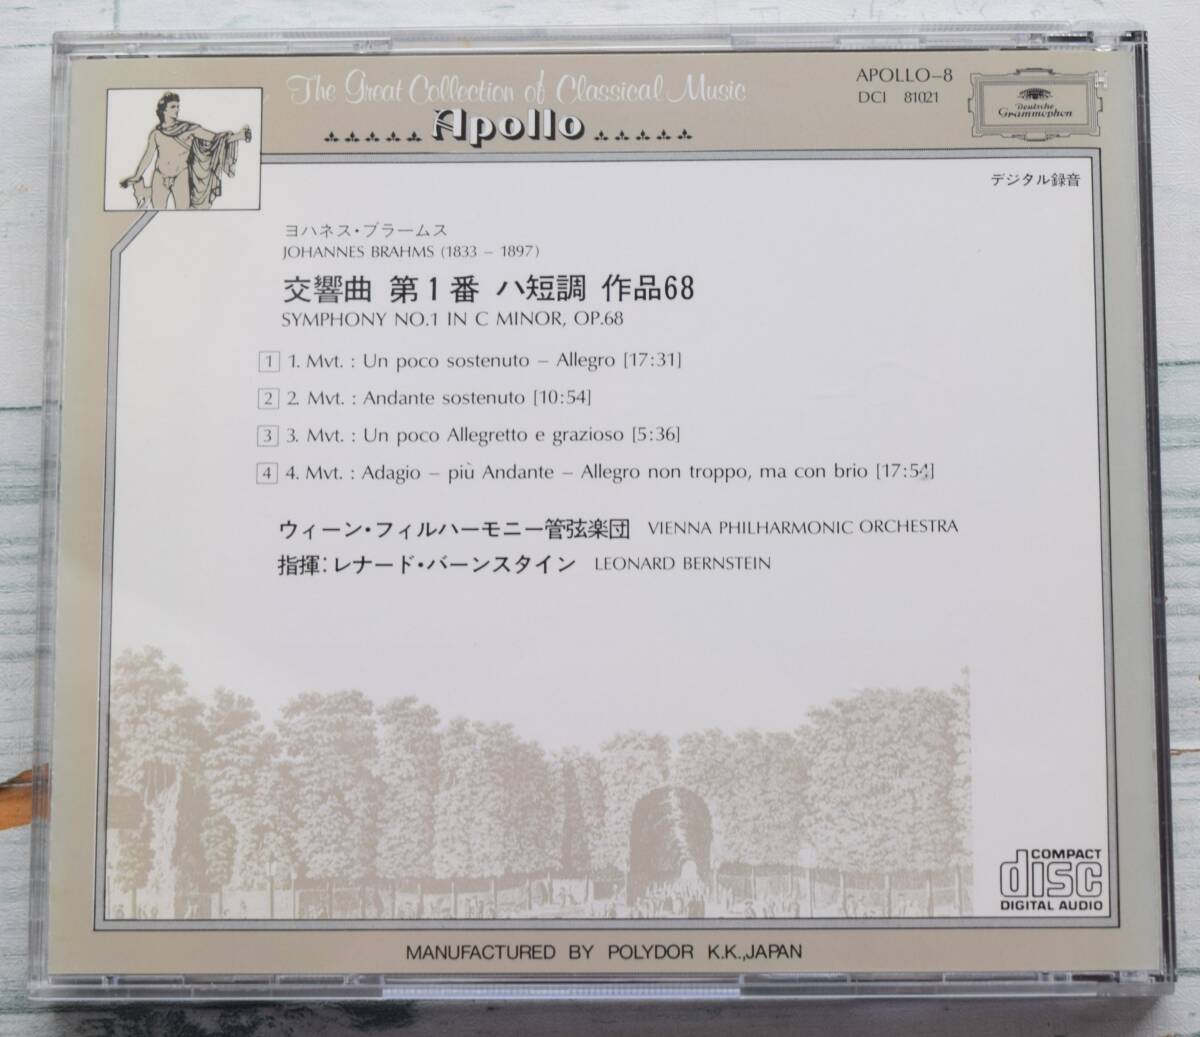 The Great Collection of Classical Music
Apollo
APOLLO-8
DCI 81021
Deutsche
Grammophon
デジタル録音
ヨハネス・ブラームス
JOHANNES BRAHMS (1833 – 1897)
交響曲 第1番 ハ短調 作品68
SYMPHONY NO.1 IN C MINOR, OP.68
1 1. Mvt. : Un poco sostenuto – Allegro [17:31]
2 2. Mvt. : Andante sostenuto [10:54]
3 3. Mvt. : Un poco Allegretto e grazioso [5:36]
4 4. Mvt. : Adagio – più Andante – Allegro non troppo, ma con brio [17:54]
ウィーン・フィルハーモニー管弦楽団 VIENNA PHILHARMONIC ORCHESTRA
指揮:レナード・バーンスタイン LEONARD BERNSTEIN
COMPACT
disc
DIGITAL AUDIO
MANUFACTURED BY POLYDOR K.K.,JAPAN